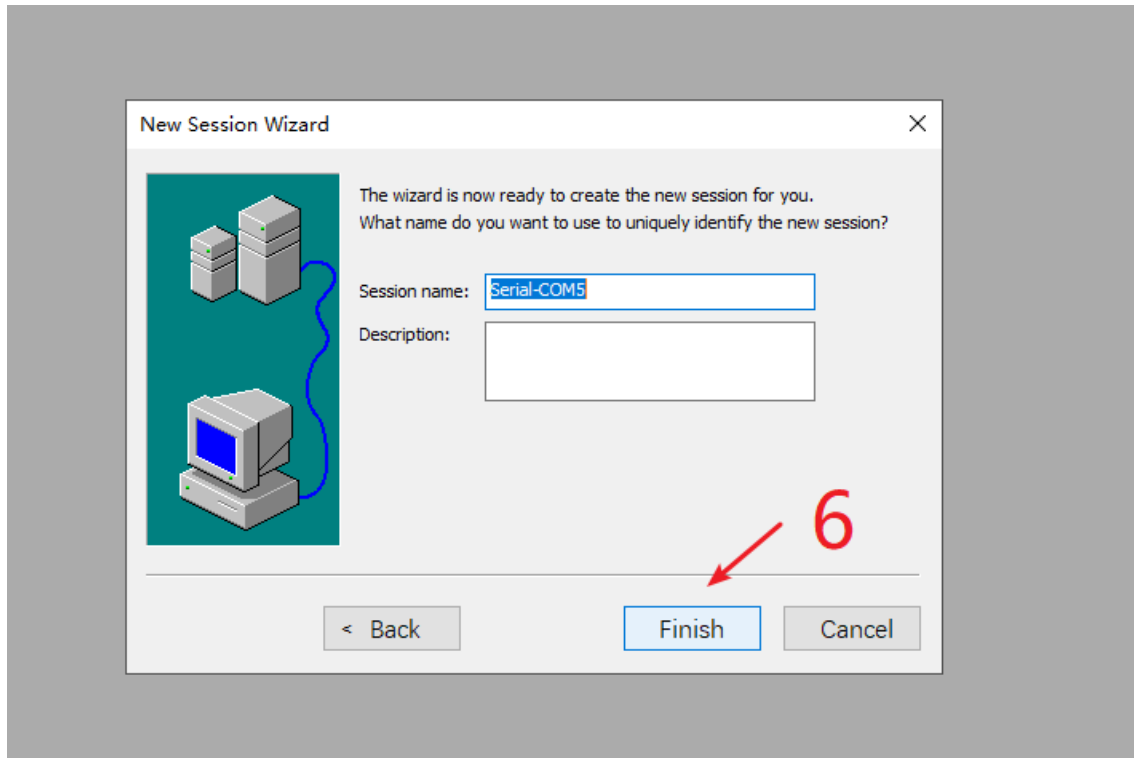 New Session Wizard
The wizard is now ready to create the new session for you.
What name do you want to use to uniquely identify the new session?
Session name: Serial-COM5
Description:
6
< Back Finish Cancel